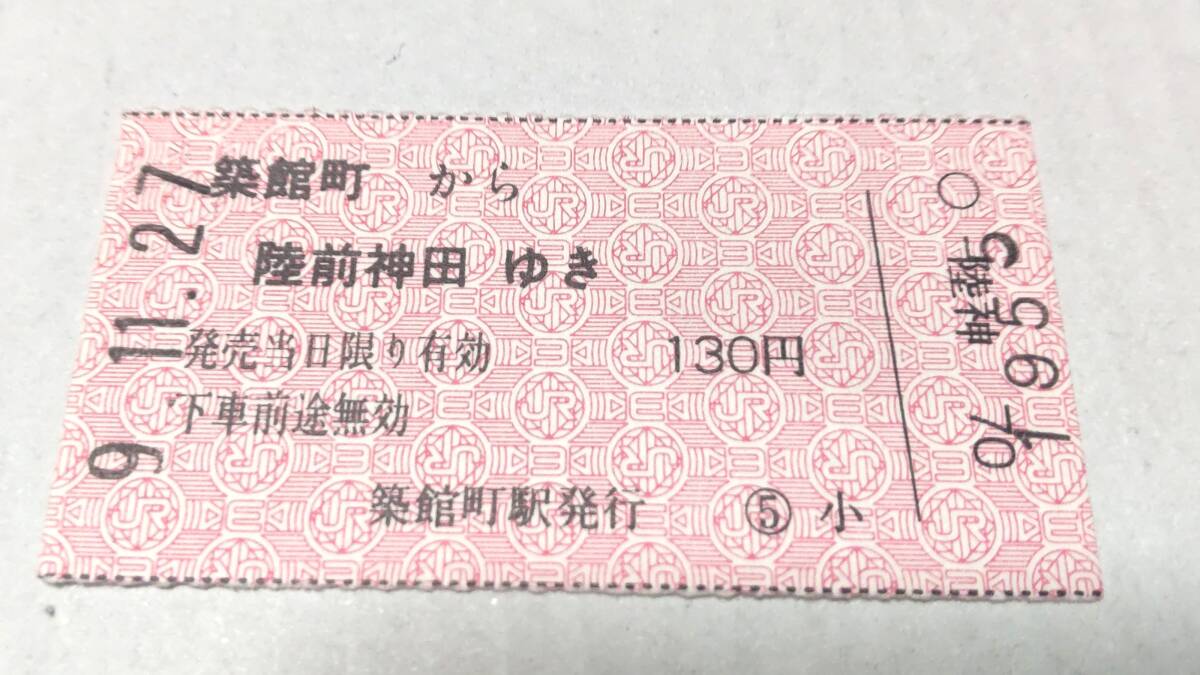 9 11.27
築館町 から
陸前神田 ゆき
発売当日限り有効 130円
下車前途無効
築館町駅発行 ⑤ 小
陸神
70